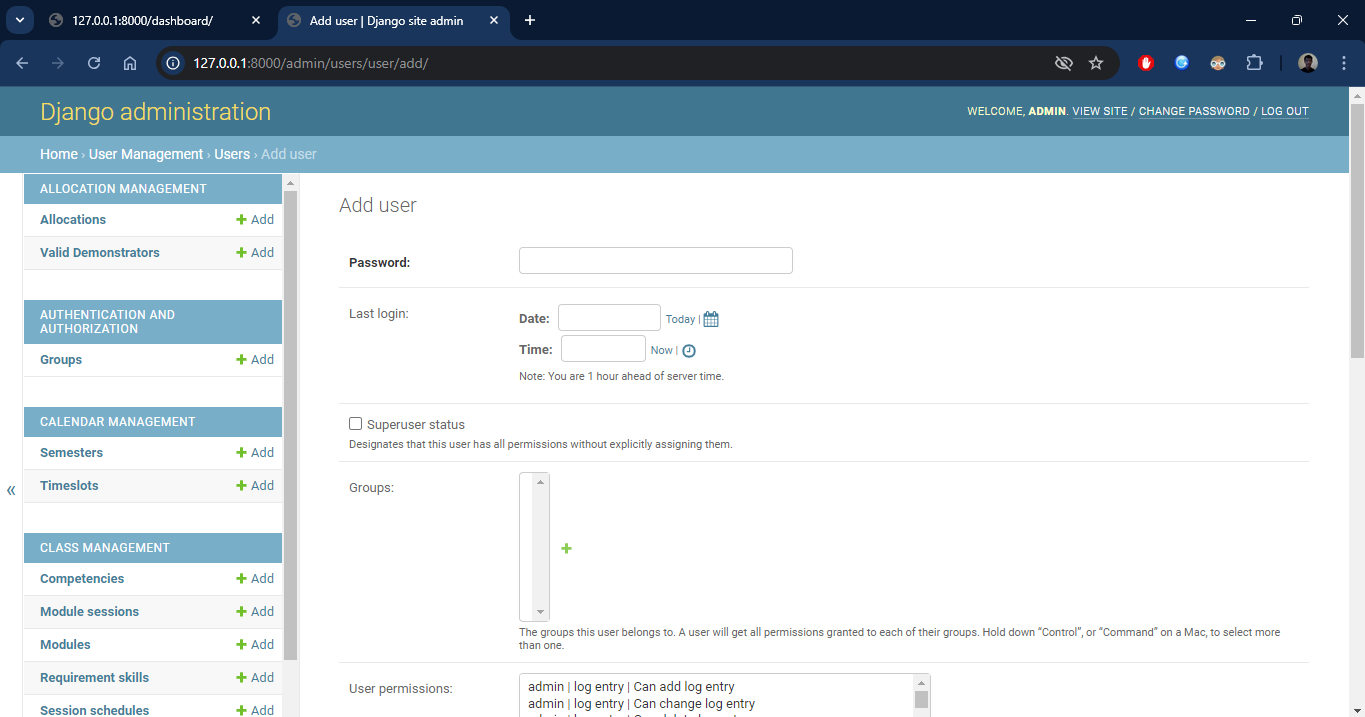 127.0.0.1:8000/dashboard/
Add user | Django site admin
127.0.0.1:8000/admin/users/user/add/
Django administration
WELCOME, ADMIN. VIEW SITE / CHANGE PASSWORD / LOG OUT
Home › User Management › Users › Add user
ALLOCATION MANAGEMENT
Allocations + Add
Valid Demonstrators + Add
AUTHENTICATION AND
AUTHORIZATION
Groups + Add
CALENDAR MANAGEMENT
Semesters + Add
Timeslots + Add
«
CLASS MANAGEMENT
Competencies + Add
Module sessions + Add
Modules + Add
Requirement skills + Add
Session schedules + Add
Add user
Password:
Last login:
Date: Today |
Time: Now |
Note: You are 1 hour ahead of server time.
Superuser status
Designates that this user has all permissions without explicitly assigning them.
Groups:
The groups this user belongs to. A user will get all permissions granted to each of their groups. Hold down “Control”, or “Command” on a Mac, to select more
than one.
User permissions:
admin | log entry | Can add log entry
admin | log entry | Can change log entry